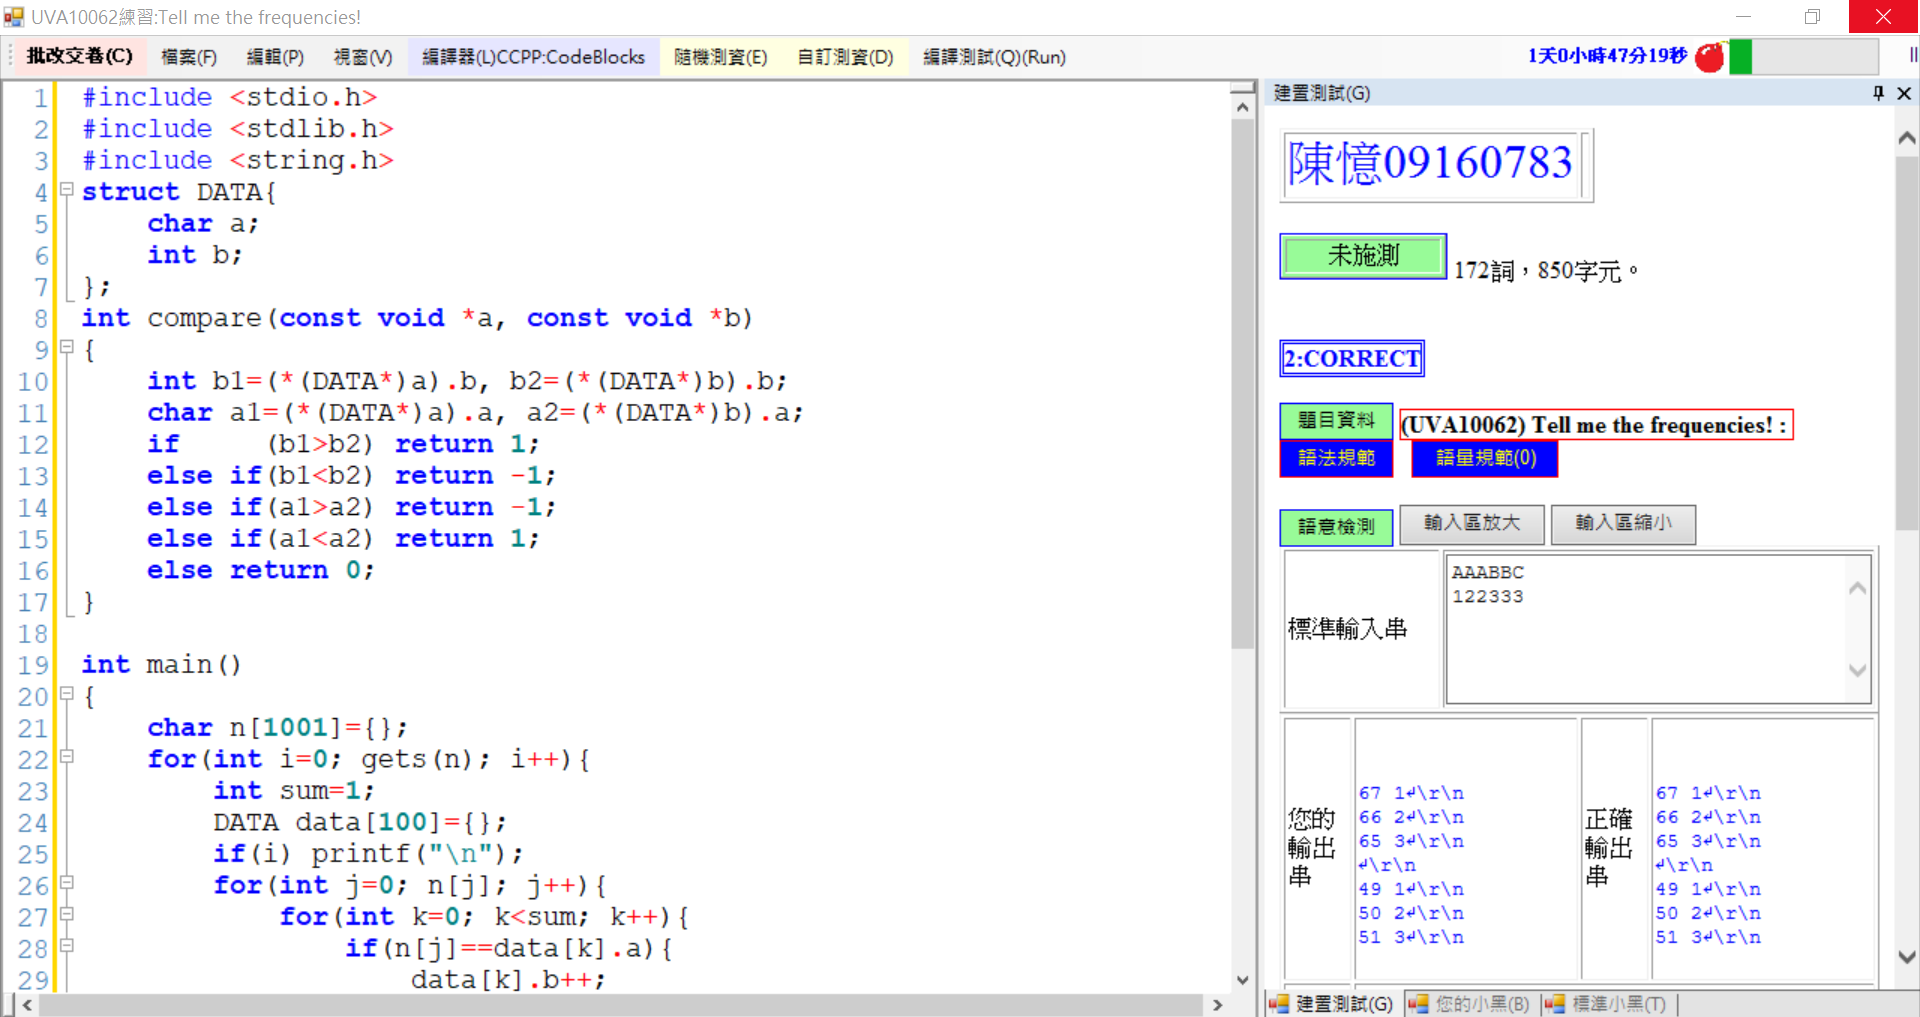 UVA10062練習:Tell me the frequencies!
批改交卷(C) 檔案(F) 編輯(P) 視窗(V) 編譯器(L)CCPP:CodeBlocks 隨機測資(E) 自訂測資(D) 編譯測試(Q)(Run) 1天0小時47分19秒
1 #include <stdio.h>
2 #include <stdlib.h>
3 #include <string.h>
4 struct DATA{
5 char a;
6 int b;
7 };
8 int compare(const void *a, const void *b)
9 {
10 int b1=(*(DATA*)a).b, b2=(*(DATA*)b).b;
11 char a1=(*(DATA*)a).a, a2=(*(DATA*)b).a;
12 if (b1>b2) return 1;
13 else if(b1<b2) return -1;
14 else if(a1>a2) return -1;
15 else if(a1<a2) return 1;
16 else return 0;
17 }
18
19 int main()
20 {
21 char n[1001]={};
22 for(int i=0; gets(n); i++){
23 int sum=1;
24 DATA data[100]={};
25 if(i) printf("\n");
26 for(int j=0; n[j]; j++){
27 for(int k=0; k<sum; k++){
28 if(n[j]==data[k].a){
29 data[k].b++;
建置測試(G)
陳憶09160783
未施測 172詞，850字元。
2:CORRECT
題目資料 (UVA10062) Tell me the frequencies! :
語法規範 語量規範(0)
語意檢測 輸入區放大 輸入區縮小
標準輸入串
AAABBC
122333
您的輸出串
67 1↲\r\n
66 2↲\r\n
65 3↲\r\n
↲\r\n
49 1↲\r\n
50 2↲\r\n
51 3↲\r\n
正確輸出串
67 1↲\r\n
66 2↲\r\n
65 3↲\r\n
↲\r\n
49 1↲\r\n
50 2↲\r\n
51 3↲\r\n
建置測試(G) 您的小黑(B) 標準小黑(T)